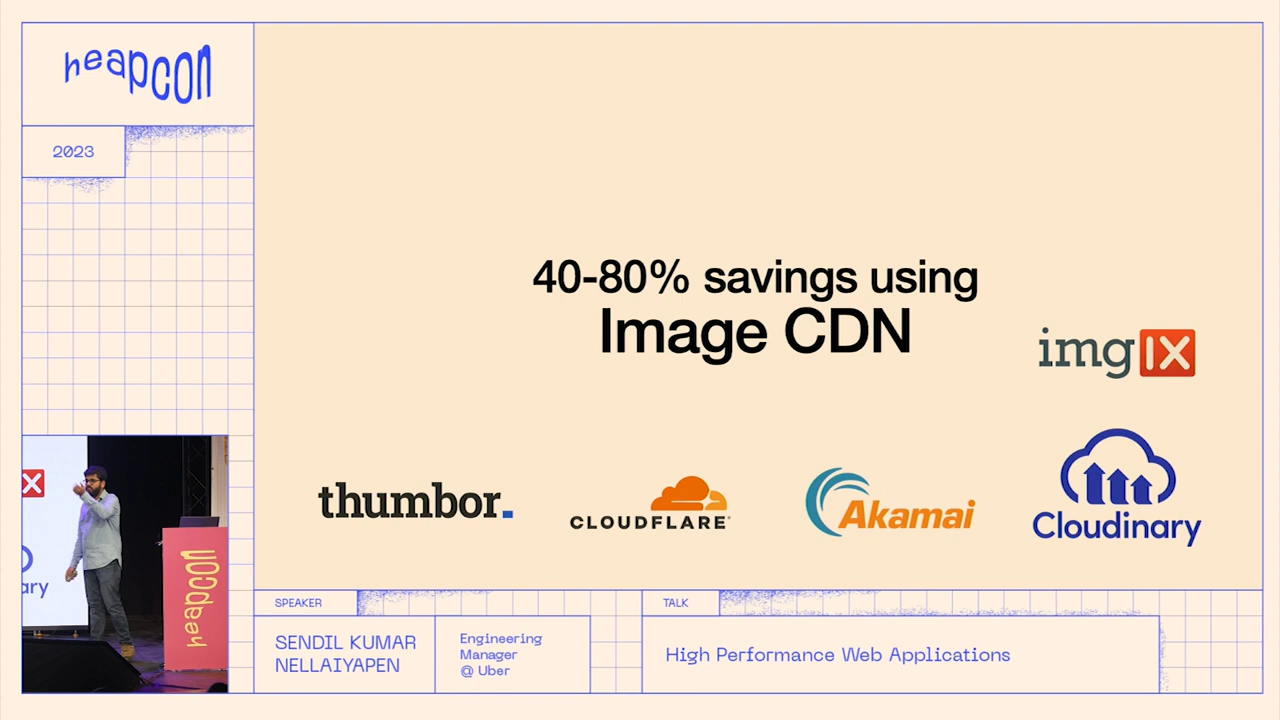 heapcon
2023
40-80% savings using
Image CDN
imgIX
thumbor.
CLOUDFLARE
Akamai
Cloudinary
X
ary
heapcon
SPEAKER
SENDIL KUMAR
NELLAIYAPEN
Engineering
Manager
@ Uber
TALK
High Performance Web Applications